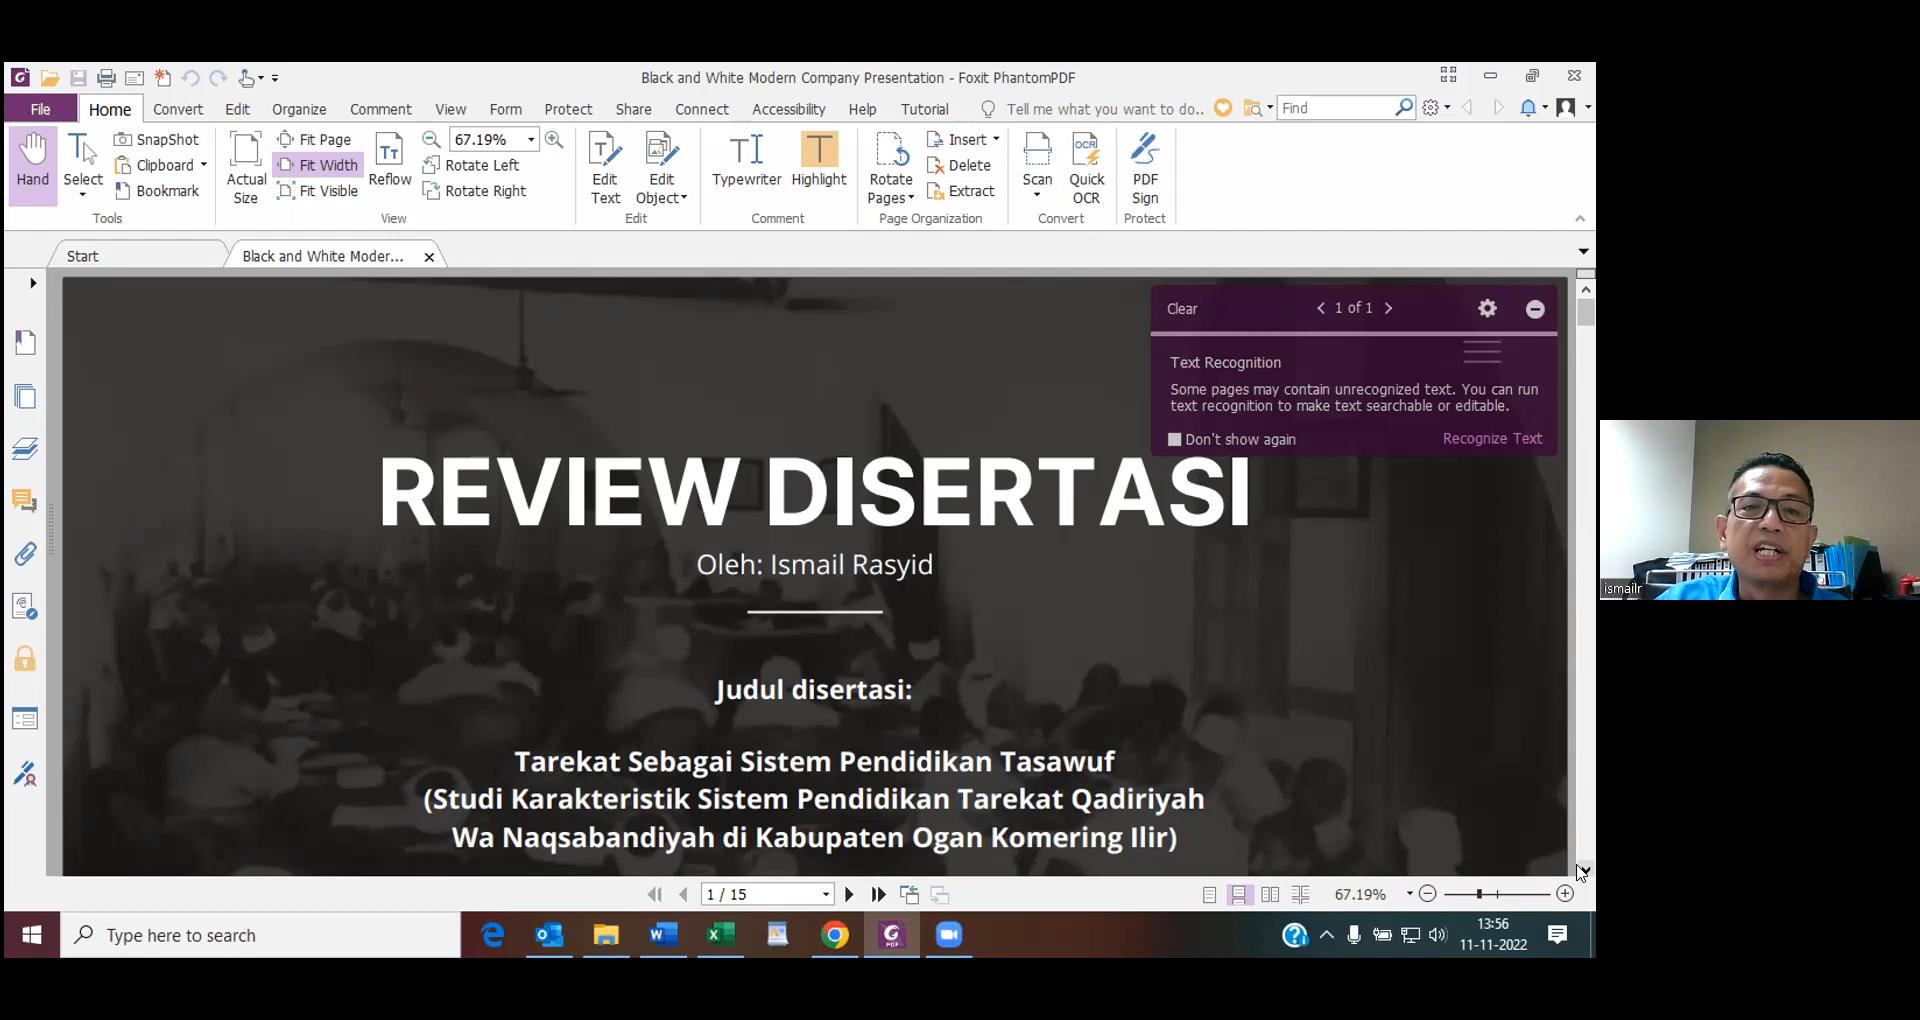 Black and White Modern Company Presentation - Foxit PhantomPDF
File Home Convert Edit Organize Comment View Form Protect Share Connect Accessibility Help Tutorial Tell me what you want to do.. Find
Hand
Select
SnapShot
Clipboard
Bookmark
Tools
Actual Size
Fit Page
Fit Width
Fit Visible
Reflow
67.19%
Rotate Left
Rotate Right
View
Edit Text
Edit Object
Edit
Typewriter
Highlight
Comment
Rotate Pages
Insert
Delete
Extract
Page Organization
Scan
OCR
Quick OCR
Convert
PDF Sign
Protect
Start
Black and White Moder...
Clear
1 of 1
Text Recognition
Some pages may contain unrecognized text. You can run
text recognition to make text searchable or editable.
Don't show again
Recognize Text
REVIEW DISERTASI
Oleh: Ismail Rasyid
Judul disertasi:
Tarekat Sebagai Sistem Pendidikan Tasawuf
(Studi Karakteristik Sistem Pendidikan Tarekat Qadiriyah
Wa Naqsabandiyah di Kabupaten Ogan Komering Ilir)
ismailr
1 / 15
67.19%
Type here to search
13:56
11-11-2022